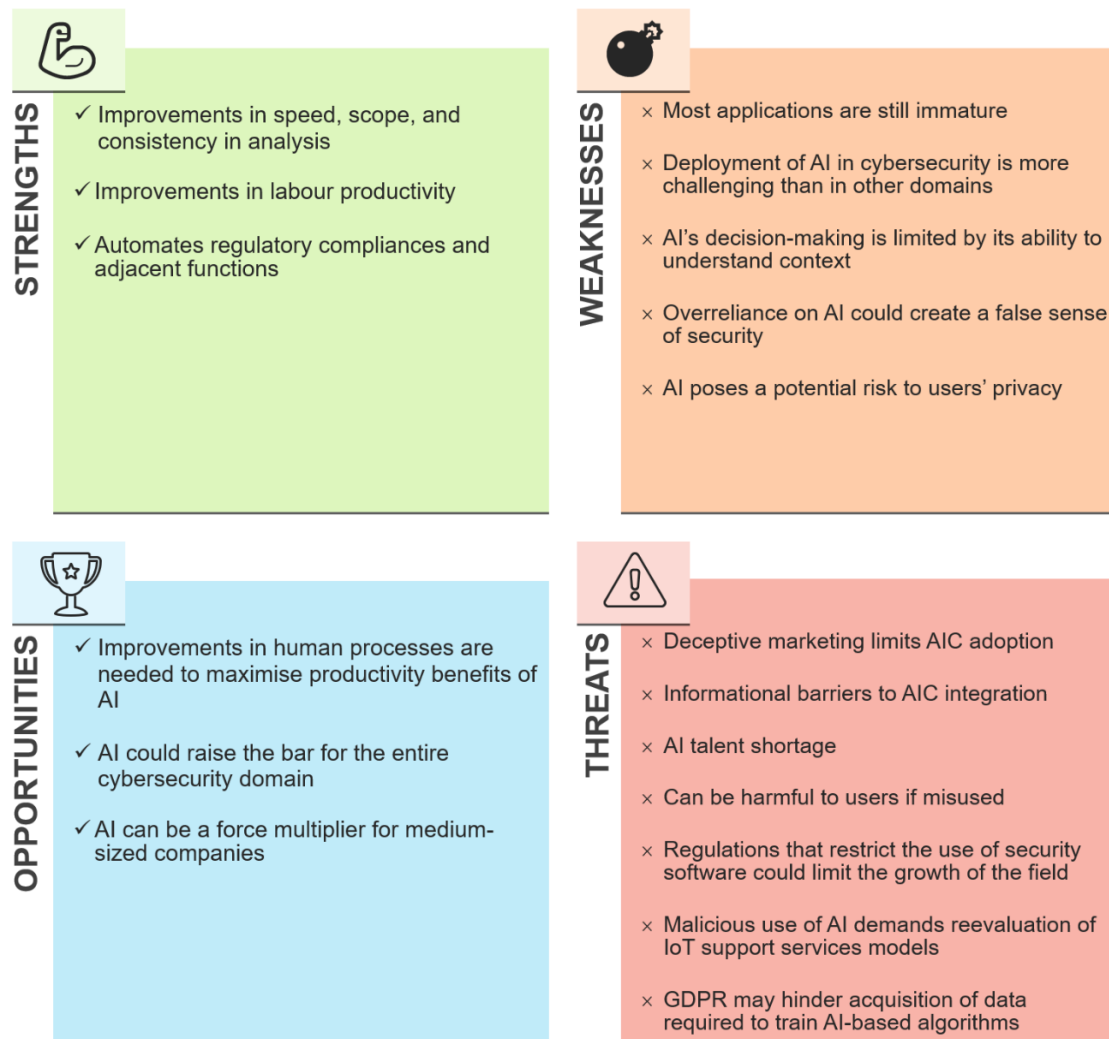 STRENGTHS
✓ Improvements in speed, scope, and
consistency in analysis
✓ Improvements in labour productivity
✓ Automates regulatory compliances and
adjacent functions
WEAKNESSES
× Most applications are still immature
× Deployment of AI in cybersecurity is more
challenging than in other domains
× AI's decision-making is limited by its ability to
understand context
× Overreliance on AI could create a false sense
of security
× AI poses a potential risk to users' privacy
OPPORTUNITIES
✓ Improvements in human processes are
needed to maximise productivity benefits of
AI
✓ AI could raise the bar for the entire
cybersecurity domain
✓ AI can be a force multiplier for medium-
sized companies
THREATS
× Deceptive marketing limits AIC adoption
× Informational barriers to AIC integration
× AI talent shortage
× Can be harmful to users if misused
× Regulations that restrict the use of security
software could limit the growth of the field
× Malicious use of AI demands reevaluation of
IoT support services models
× GDPR may hinder acquisition of data
required to train AI-based algorithms